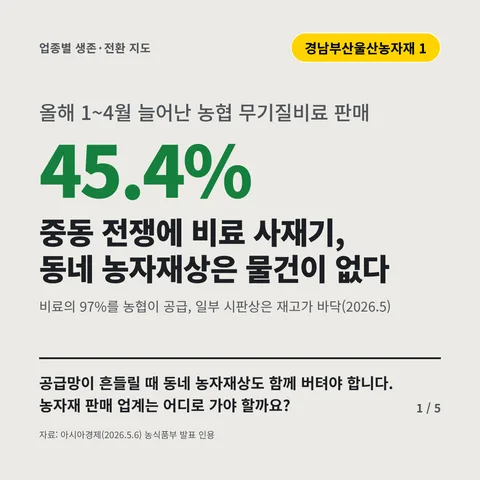 업종별 생존·전환 지도
경남부산울산농자재 1
올해 1~4월 늘어난 농협 무기질비료 판매
45.4%
중동 전쟁에 비료 사재기,
동네 농자재상은 물건이 없다
비료의 97%를 농협이 공급, 일부 시판상은 재고가 바닥(2026.5)
공급망이 흔들릴 때 동네 농자재상도 함께 버텨야 합니다.
농자재 판매 업계는 어디로 가야 할까요?
1 / 5
자료: 아시아경제(2026.5.6) 농식품부 발표 인용